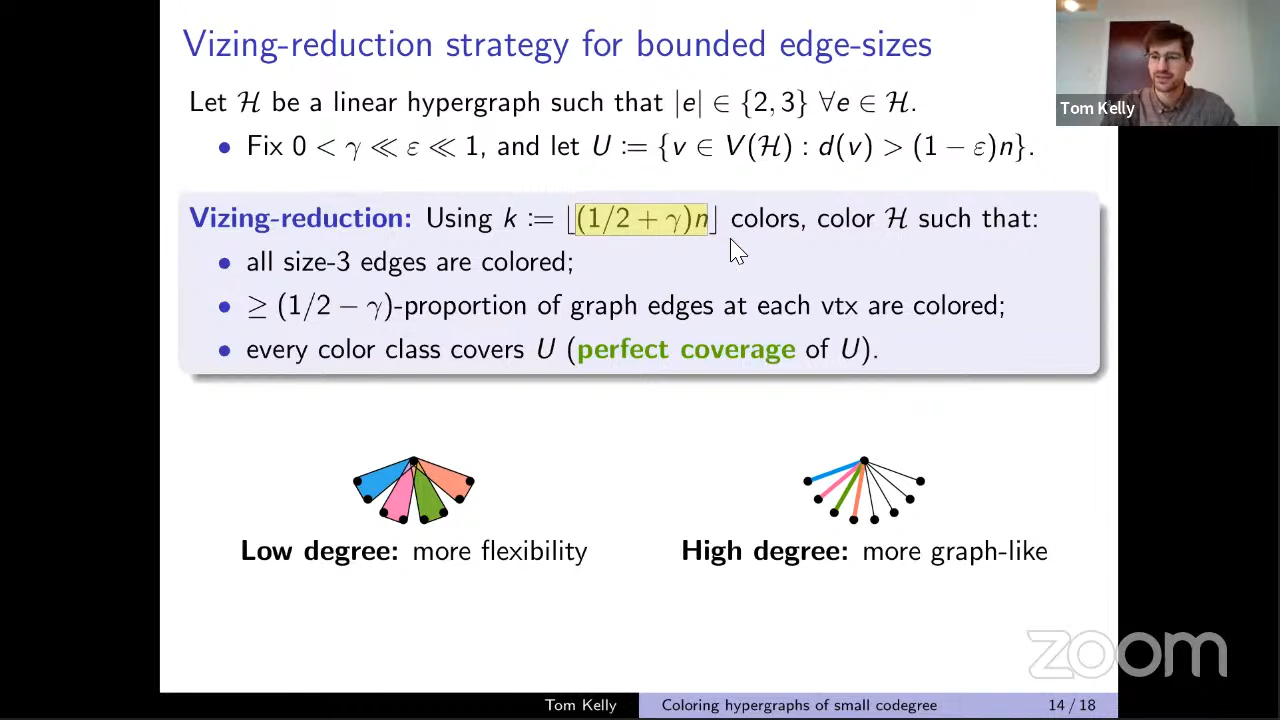 Vizing-reduction strategy for bounded edge-sizes
Tom Kelly
Let ℋ be a linear hypergraph such that |e| ∈ {2, 3} ∀e ∈ ℋ.
• Fix 0 < γ ≪ ε ≪ 1, and let U := {v ∈ V(ℋ) : d(v) > (1 − ε)n}.
Vizing-reduction: Using k := ⌊(1/2 + γ)n⌋ colors, color ℋ such that:
• all size-3 edges are colored;
• ≥ (1/2 − γ)-proportion of graph edges at each vtx are colored;
• every color class covers U (perfect coverage of U).
Low degree: more flexibility
High degree: more graph-like
zoom
Tom Kelly
Coloring hypergraphs of small codegree
14 / 18